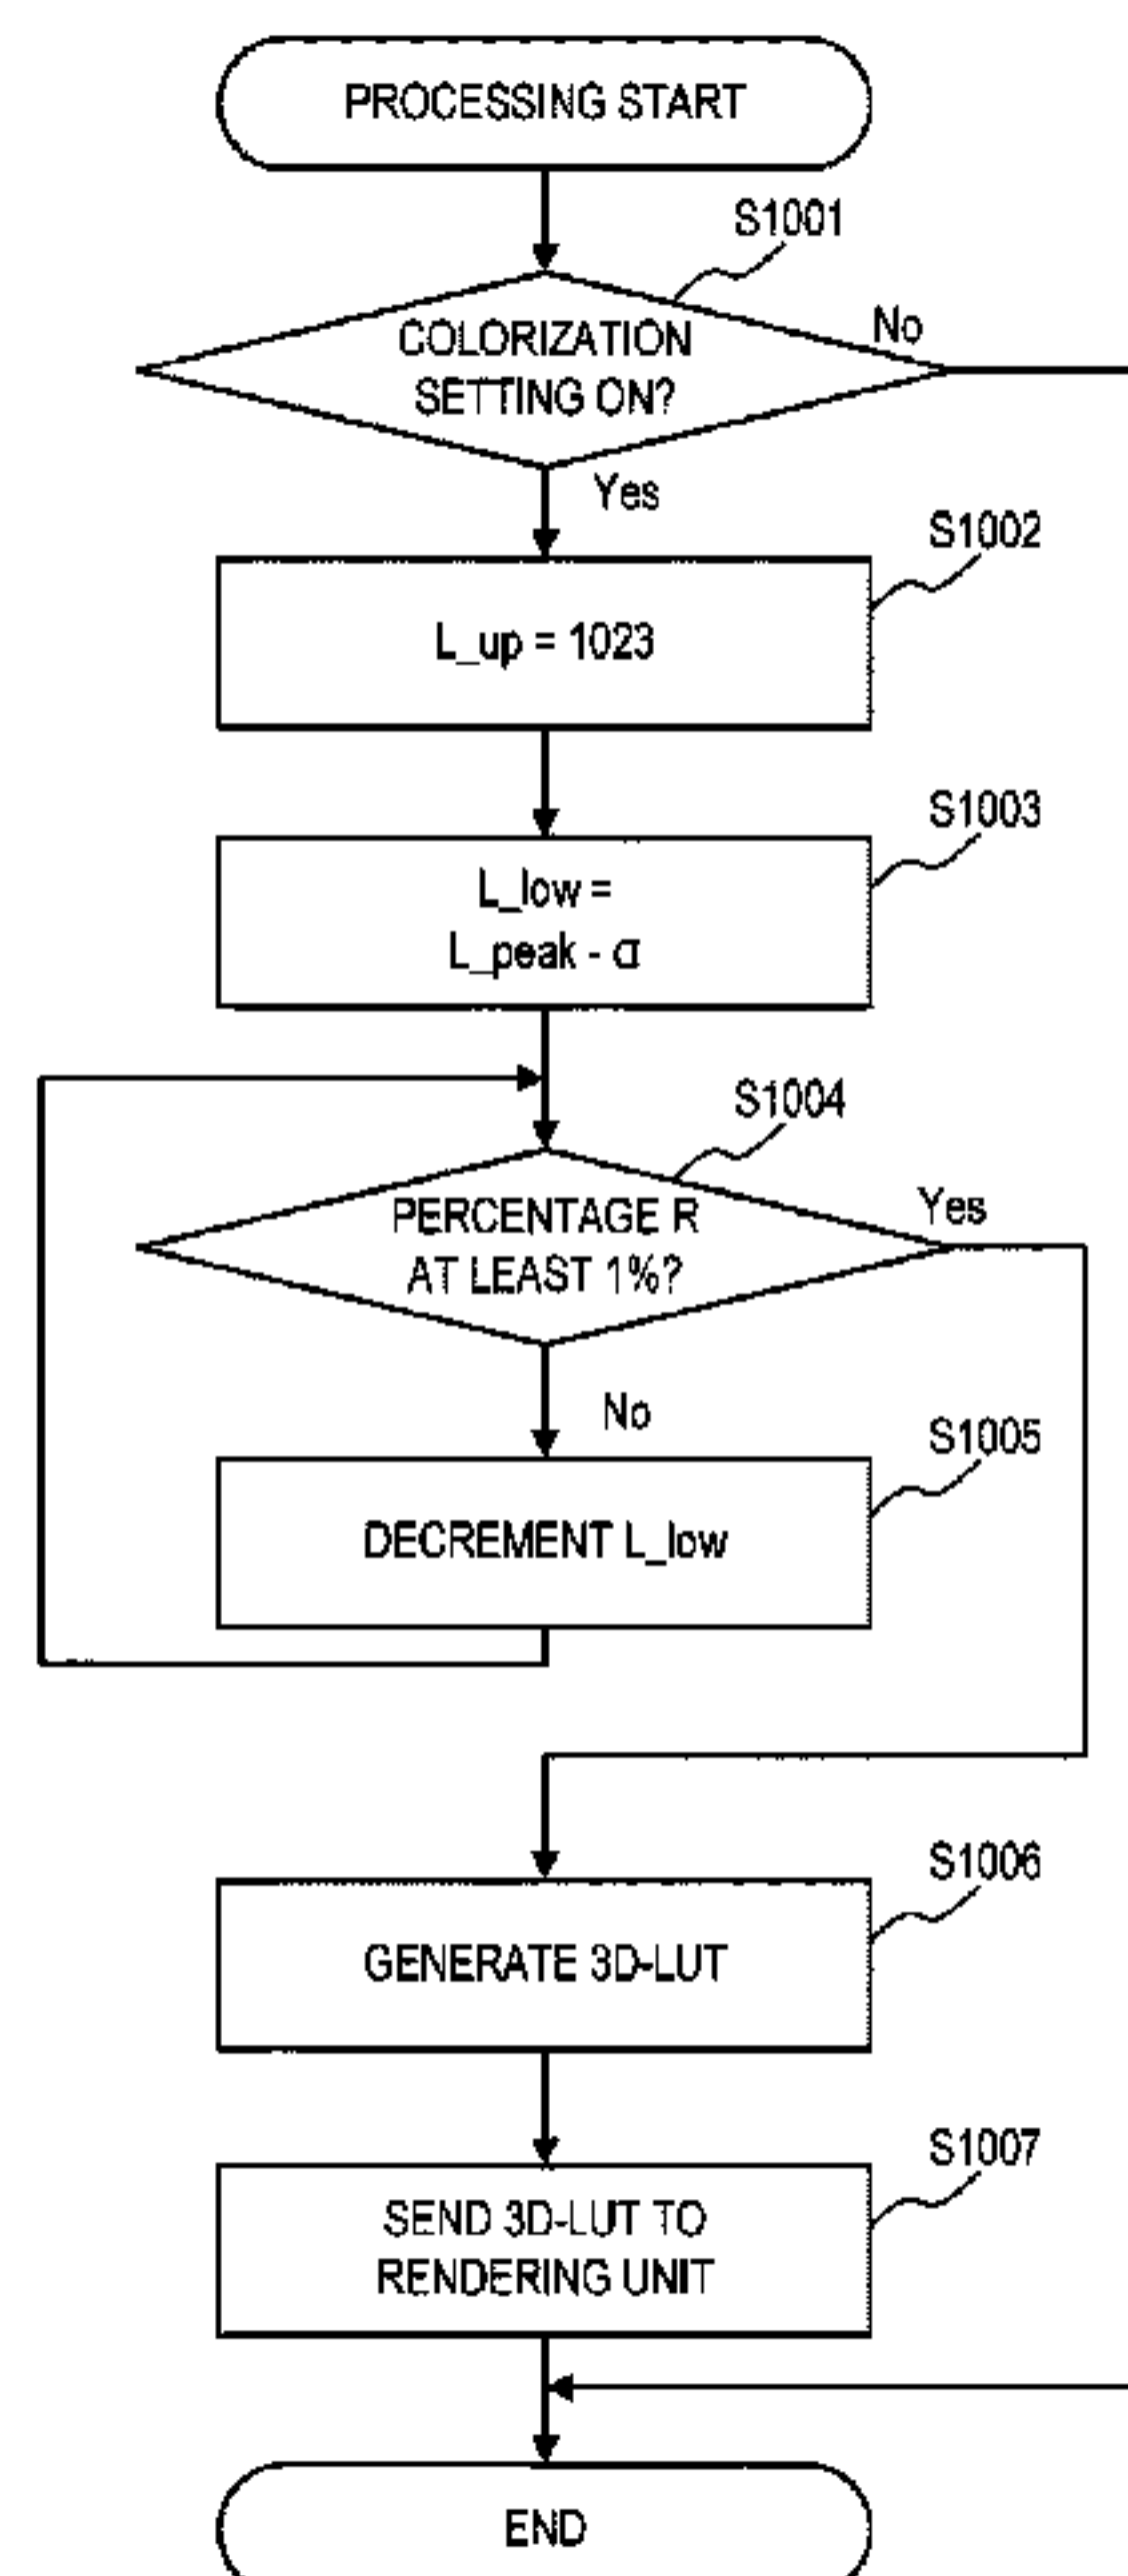 PROCESSING START
S1001
COLORIZATION
SETTING ON?
No
Yes
S1002
L_up = 1023
S1003
L_low =
L_peak - α
S1004
PERCENTAGE R
AT LEAST 1%?
Yes
No
S1005
DECREMENT L_low
S1006
GENERATE 3D-LUT
S1007
SEND 3D-LUT TO
RENDERING UNIT
END